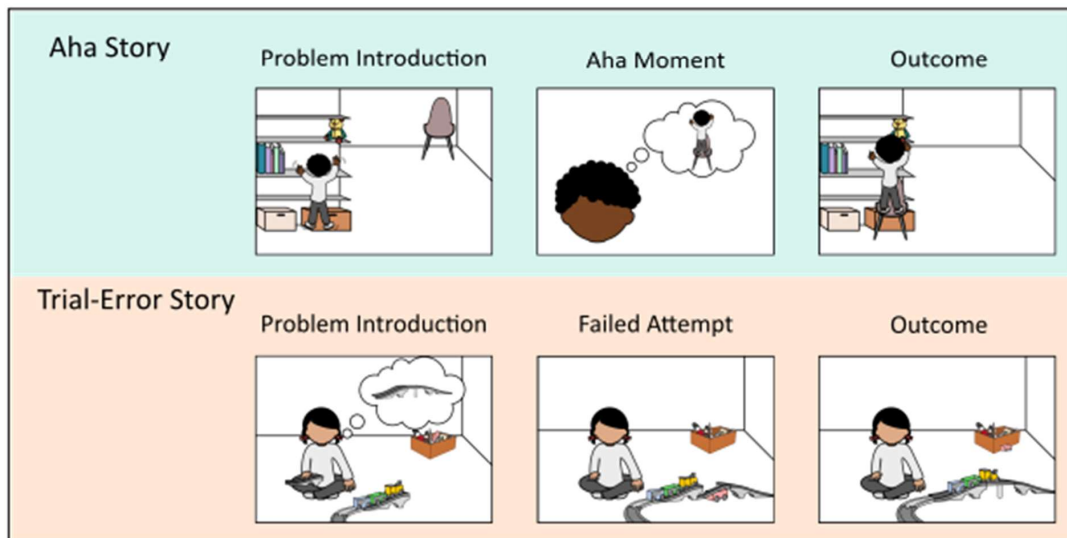 Aha Story
Problem Introduction
Aha Moment
Outcome
Trial-Error Story
Problem Introduction
Failed Attempt
Outcome